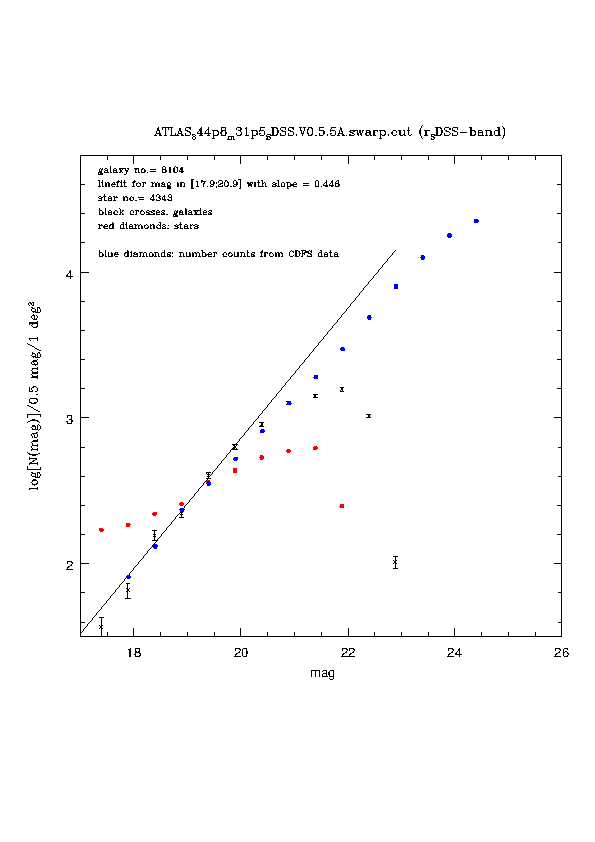 ATLASₛ44p8ₘ31p5ₛDSS.V0.5.5A.swarp.cut (rₛDSS-band)
galaxy no.= 8104
linefit for mag in [17.9;20.9] with slope = 0.446
star no.= 4343
black crosses: galaxies
red diamonds: stars
blue diamonds: number counts from CDFS data
log[N(mag)]/0.5 mag/1 deg²
4
3
2
18 20 22 24 26
mag